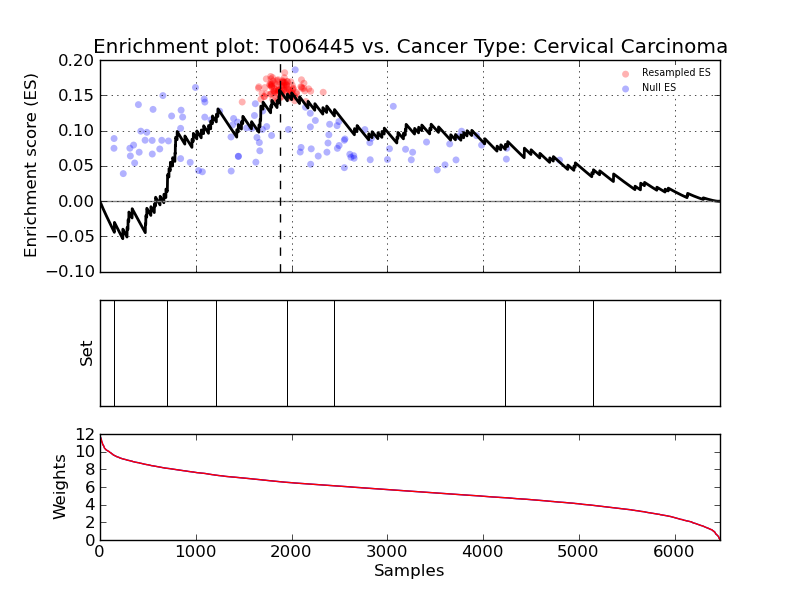 Enrichment plot: T006445 vs. Cancer Type: Cervical Carcinoma
Enrichment score (ES)
0.20
0.15
0.10
0.05
0.00
−0.05
−0.10
Resampled ES
Null ES
Set
Weights
12
10
8
6
4
2
0
0 1000 2000 3000 4000 5000 6000
Samples